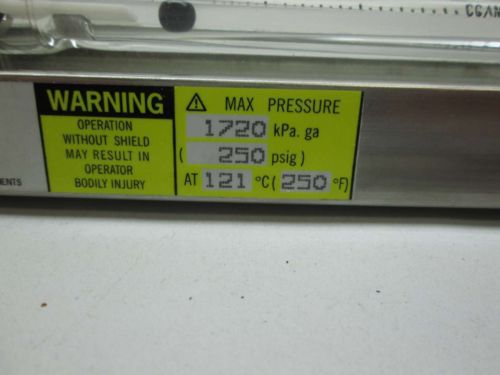 WARNING
OPERATION
WITHOUT SHIELD
MAY RESULT IN
OPERATOR
BODILY INJURY
MAX PRESSURE
1720 kPa. ga
( 250 psig )
AT 121 °C ( 250 °F)